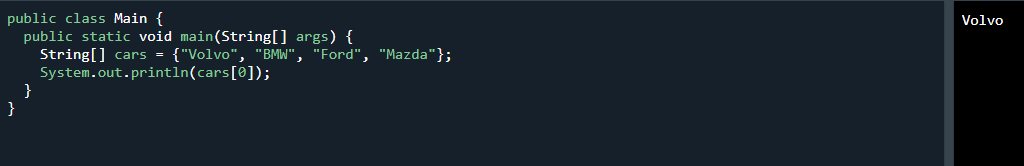 public class Main {
  public static void main(String[] args) {
    String[] cars = {"Volvo", "BMW", "Ford", "Mazda"};
    System.out.println(cars[0]);
  }
}
Volvo